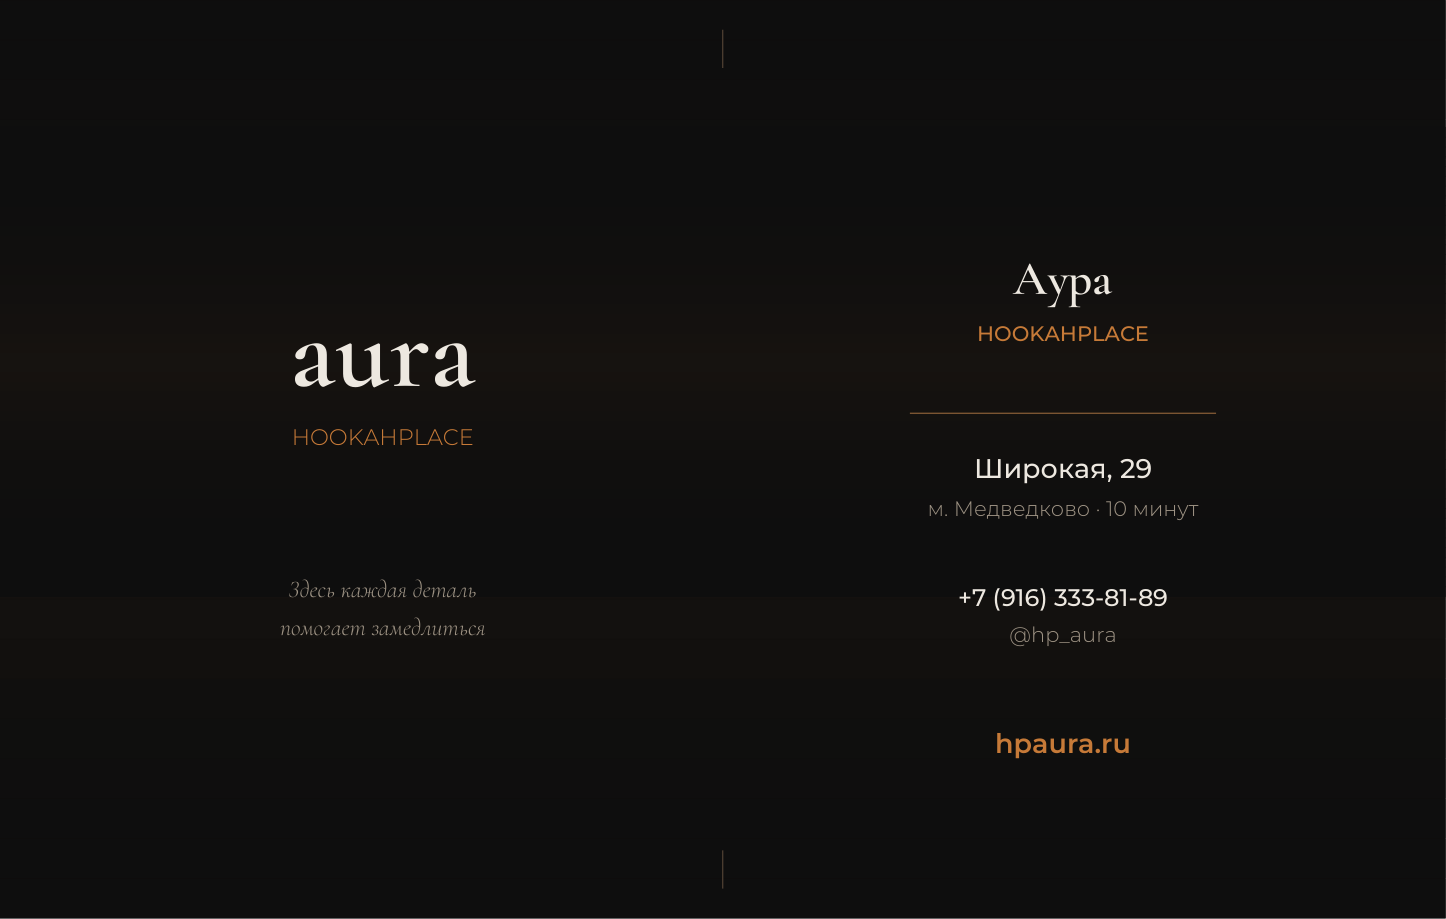 aura
HOOKAHPLACE
Здесь каждая деталь
помогает замедлиться
Аура
HOOKAHPLACE
Широкая, 29
м. Медведково · 10 минут
+7 (916) 333-81-89
@hp_aura
hpaura.ru